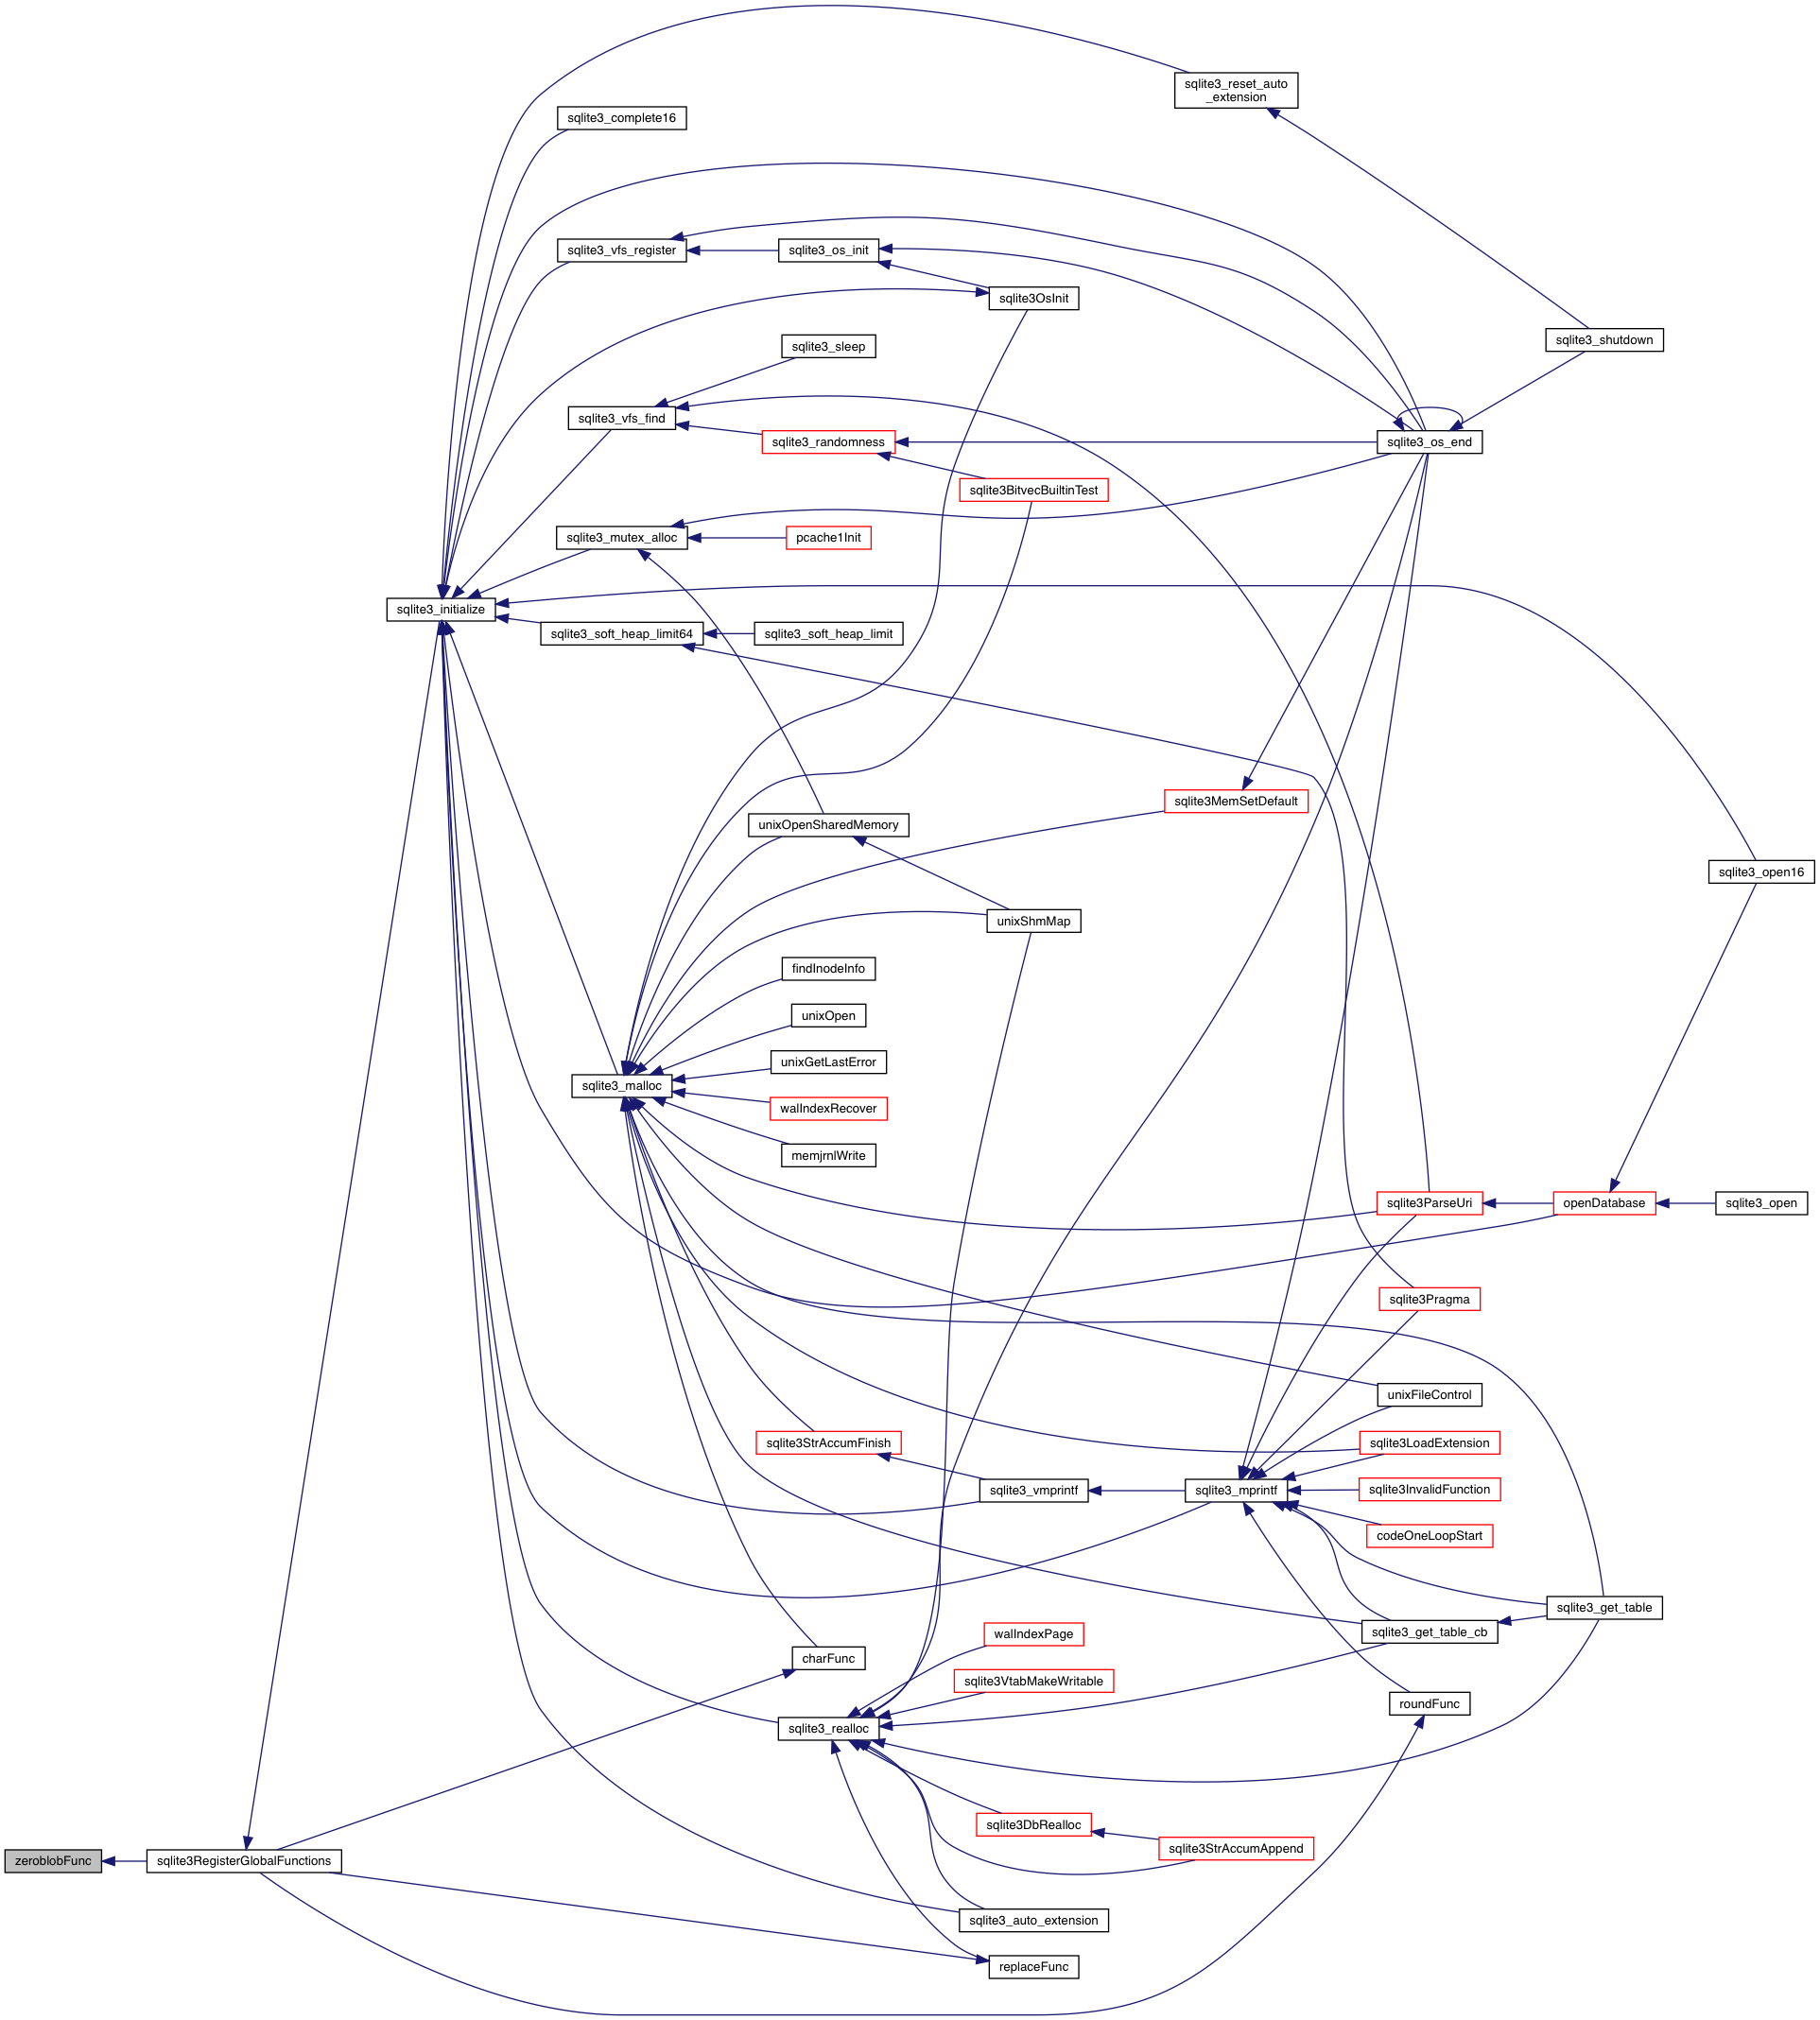 sqlite3_reset_auto
_extension
sqlite3_complete16
sqlite3_vfs_register
sqlite3_os_init
sqlite3OsInit
sqlite3_sleep
sqlite3_shutdown
sqlite3_vfs_find
sqlite3_randomness
sqlite3_os_end
sqlite3BitvecBuiltinTest
sqlite3_mutex_alloc
pcache1Init
sqlite3_initialize
sqlite3_soft_heap_limit64
sqlite3_soft_heap_limit
sqlite3MemSetDefault
unixOpenSharedMemory
sqlite3_open16
unixShmMap
findInodeInfo
unixOpen
unixGetLastError
sqlite3_malloc
walIndexRecover
memjrnlWrite
sqlite3ParseUri
openDatabase
sqlite3_open
sqlite3Pragma
unixFileControl
sqlite3StrAccumFinish
sqlite3LoadExtension
sqlite3_vmprintf
sqlite3_mprintf
sqlite3InvalidFunction
codeOneLoopStart
sqlite3_get_table
sqlite3_get_table_cb
walIndexPage
charFunc
sqlite3VtabMakeWritable
roundFunc
sqlite3_realloc
sqlite3DbRealloc
sqlite3StrAccumAppend
zeroblobFunc
sqlite3RegisterGlobalFunctions
sqlite3_auto_extension
replaceFunc